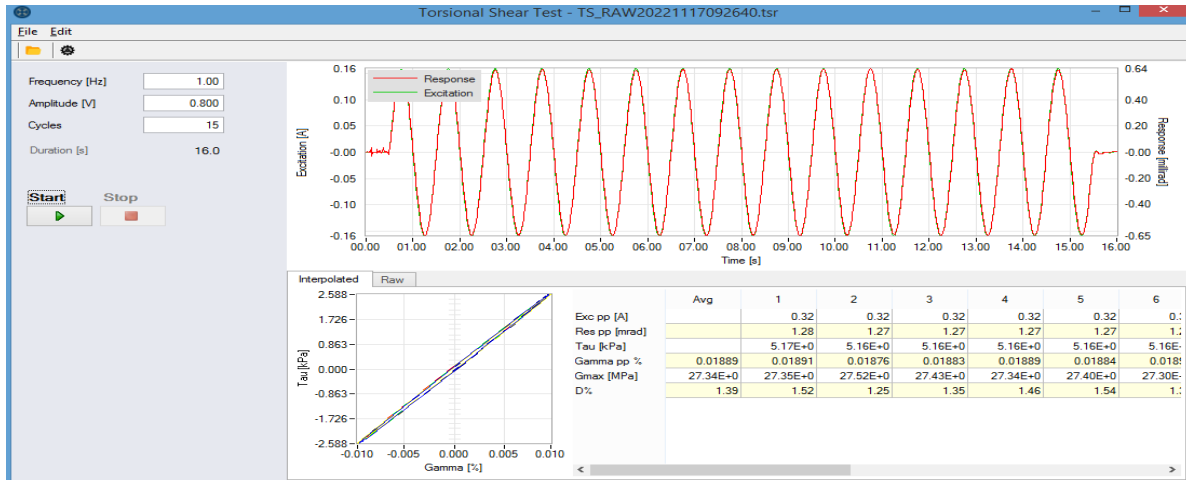 Torsional Shear Test - TS_RAW20221117092640.tsr
File Edit
Frequency [Hz] 1.00
Amplitude [V] 0.800
Cycles 15
Duration [s] 16.0
Start Stop
Response
Excitation
Excitation [A]
0.16
0.10
0.05
-0.00
-0.05
-0.10
-0.16
0.64
0.40
0.20
-0.00
-0.20
-0.40
-0.65
Response [milirad]
00.00 01.00 02.00 03.00 04.00 05.00 06.00 07.00 08.00 09.00 10.00 11.00 12.00 13.00 14.00 15.00 16.00
Time [s]
Interpolated Raw
Tau [kPa]
2.588
1.726
0.863
0.000
-0.863
-1.726
-2.588
-0.010 -0.005 0.000 0.005 0.010
Gamma [%]
Avg 1 2 3 4 5 6
Exc pp [A] 0.32 0.32 0.32 0.32 0.32
Res pp [mrad] 1.28 1.27 1.27 1.27 1.27
Tau [kPa] 5.17E+0 5.16E+0 5.16E+0 5.16E+0 5.16E+0 5.16E-
Gamma pp % 0.01889 0.01891 0.01876 0.01883 0.01889 0.01884
Gmax [MPa] 27.34E+0 27.35E+0 27.52E+0 27.43E+0 27.34E+0 27.40E+0 27.30E-
D% 1.39 1.52 1.25 1.35 1.46 1.54